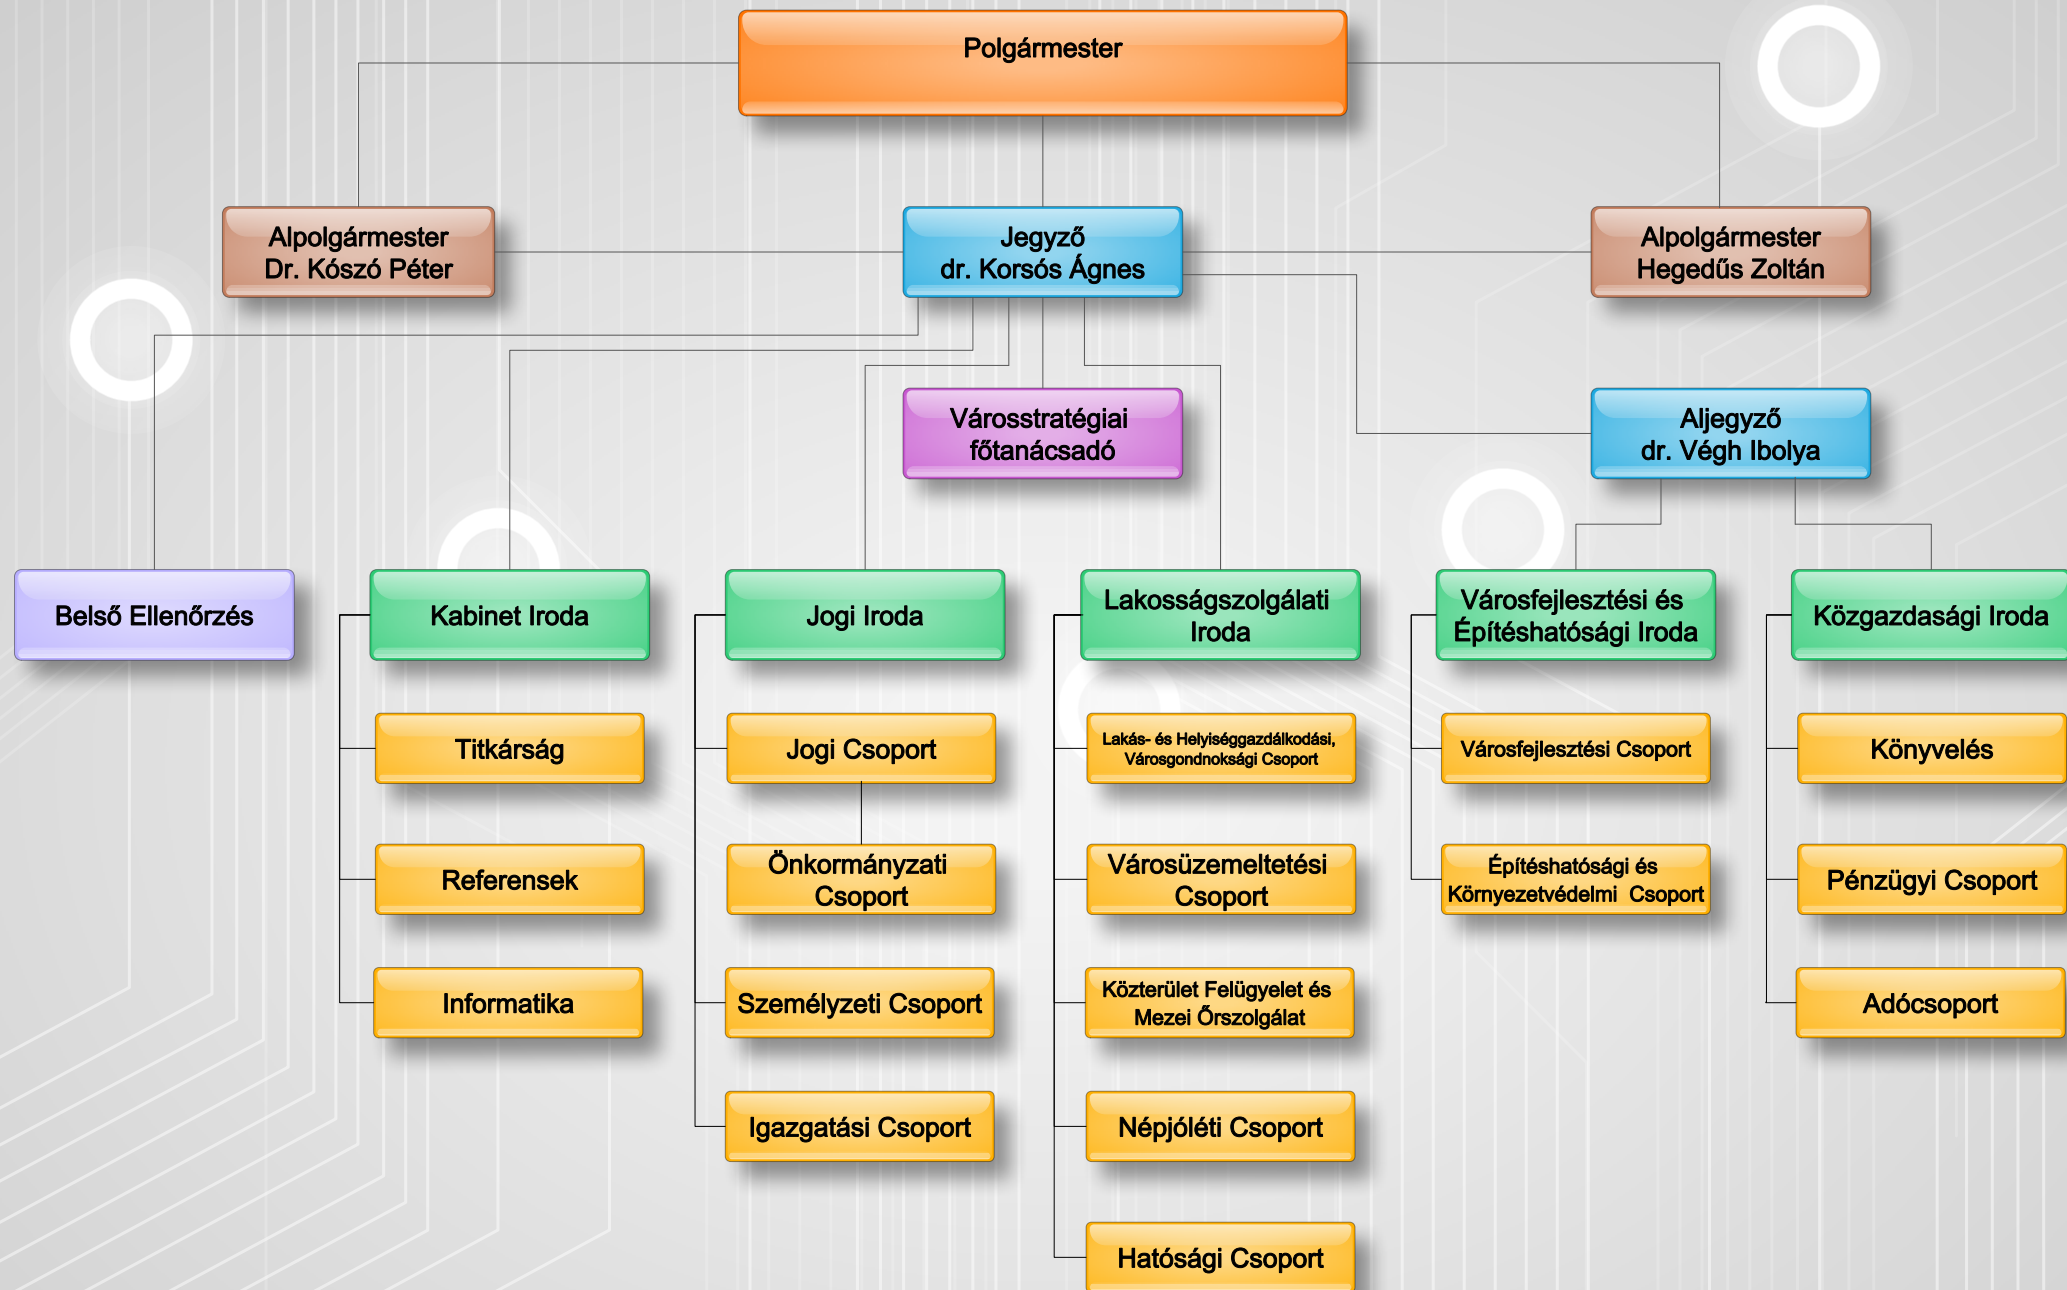 Polgármester
Alpolgármester
Dr. Kószó Péter
Jegyző
dr. Korsós Ágnes
Alpolgármester
Hegedűs Zoltán
Városstratégiai
főtanácsadó
Aljegyző
dr. Végh Ibolya
Belső Ellenőrzés
Kabinet Iroda
Jogi Iroda
Lakosságszolgálati
Iroda
Városfejlesztési és
Építéshatósági Iroda
Közgazdasági Iroda
Titkárság
Jogi Csoport
Lakás- és Helyiséggazdálkodási,
Városgondnoksági Csoport
Városfejlesztési Csoport
Könyvelés
Referensek
Önkormányzati
Csoport
Városüzemeltetési
Csoport
Építéshatósági és
Környezetvédelmi Csoport
Pénzügyi Csoport
Informatika
Személyzeti Csoport
Közterület Felügyelet és
Mezei Őrszolgálat
Adócsoport
Igazgatási Csoport
Népjóléti Csoport
Hatósági Csoport